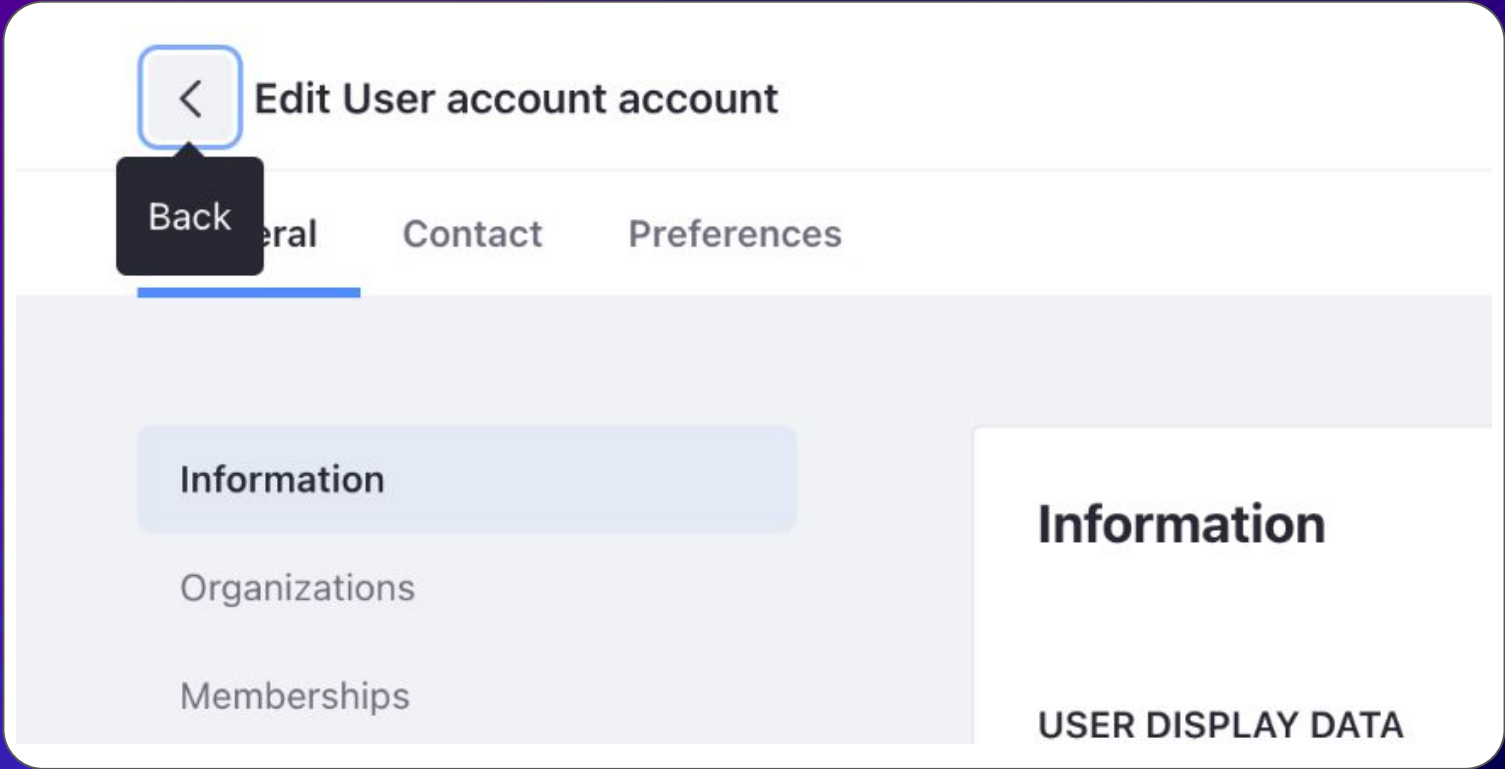 Edit User account account
Back
eral Contact Preferences
Information
Information
Organizations
Memberships
USER DISPLAY DATA